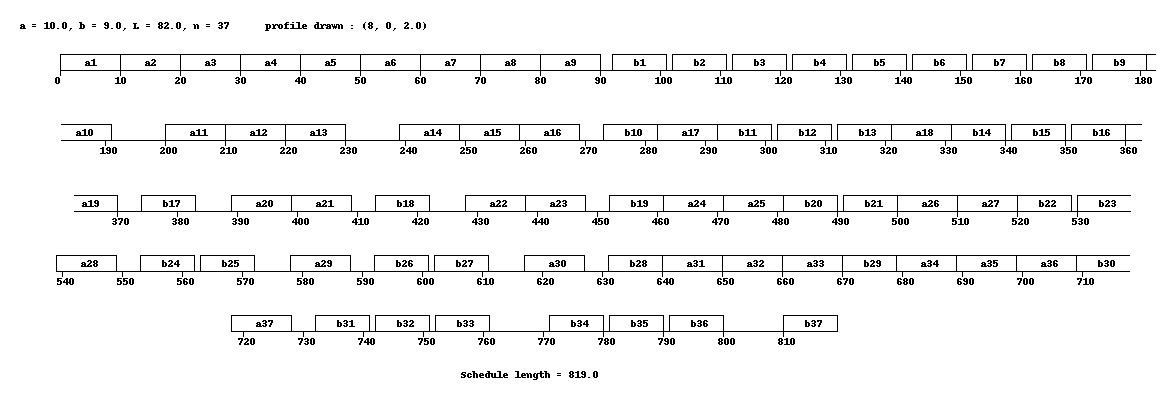 a = 10.0, b = 9.0, L = 82.0, n = 37 profile drawn : (8, 0, 2.0)
a1 a2 a3 a4 a5 a6 a7 a8 a9 b1 b2 b3 b4 b5 b6 b7 b8 b9
0 10 20 30 40 50 60 70 80 90 100 110 120 130 140 150 160 170 180
a10 a11 a12 a13 a14 a15 a16 b10 a17 b11 b12 b13 a18 b14 b15 b16
190 200 210 220 230 240 250 260 270 280 290 300 310 320 330 340 350 360
a19 b17 a20 a21 b18 a22 a23 b19 a24 a25 b20 b21 a26 a27 b22 b23
370 380 390 400 410 420 430 440 450 460 470 480 490 500 510 520 530
a28 b24 b25 a29 b26 b27 a30 b28 a31 a32 a33 b29 a34 a35 a36 b30
540 550 560 570 580 590 600 610 620 630 640 650 660 670 680 690 700 710
a37 b31 b32 b33 b34 b35 b36 b37
720 730 740 750 760 770 780 790 800 810
Schedule length = 819.0